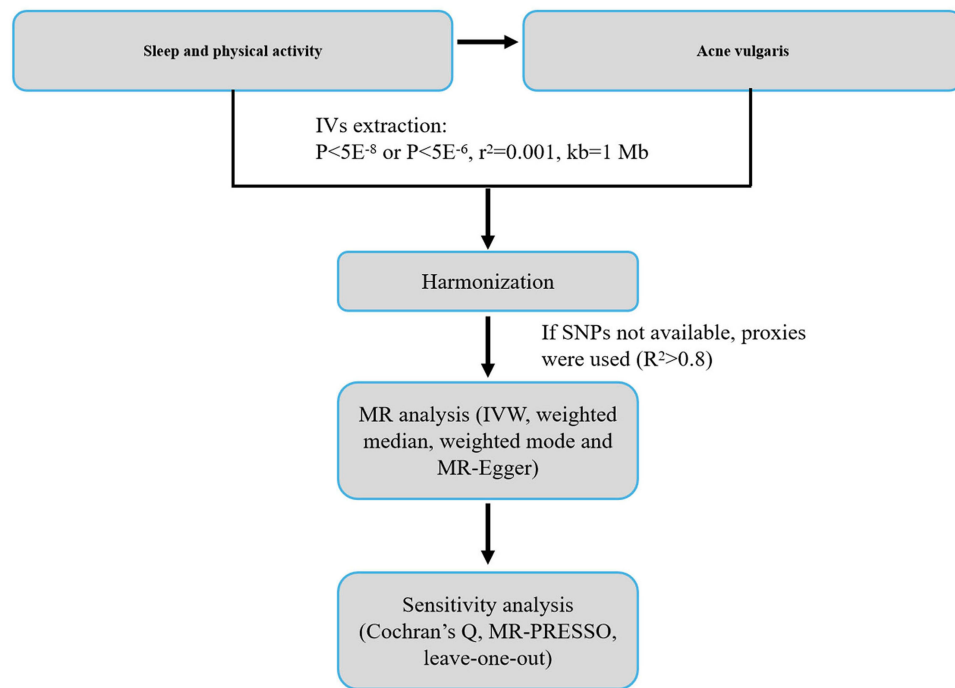 Sleep and physical activity
Acne vulgaris
IVs extraction:
P<5E⁻⁸ or P<5E⁻⁶, r²=0.001, kb=1 Mb
Harmonization
If SNPs not available, proxies
were used (R²>0.8)
MR analysis (IVW, weighted
median, weighted mode and
MR-Egger)
Sensitivity analysis
(Cochran’s Q, MR-PRESSO,
leave-one-out)